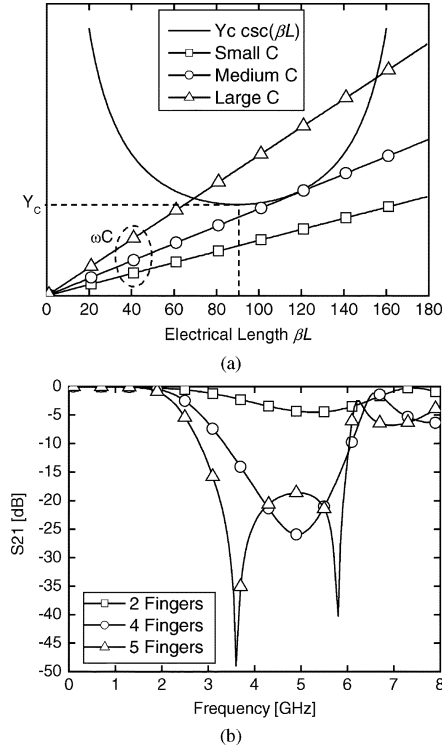 Yc csc(βL)
Small C
Medium C
Large C
Y_C
ωC
0 20 40 60 80 100 120 140 160 180
Electrical Length βL
(a)
0
-5
-10
-15
-20
-25
-30
-35
-40
-45
-50
S21 [dB]
2 Fingers
4 Fingers
5 Fingers
0 1 2 3 4 5 6 7 8
Frequency [GHz]
(b)